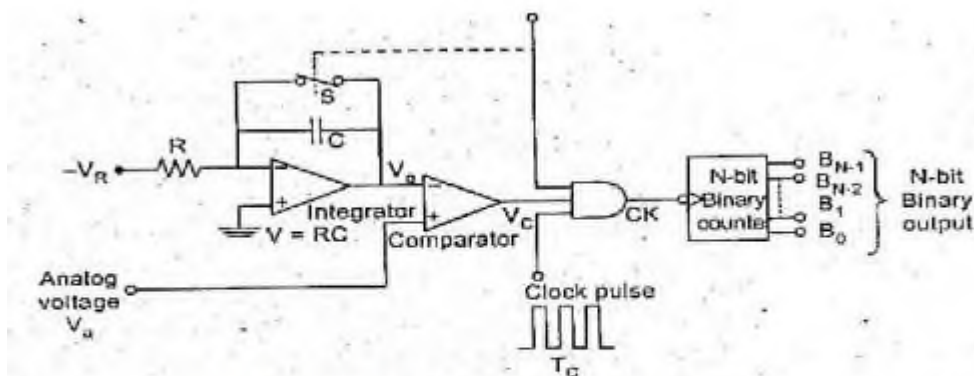 S
C
R
−V_R
V_o
Integrator
V = RC
Comparator
V_C
CK
N-bit
Binary
counte
B_N-1
B_N-2
B_1
B_0
N-bit
Binary
output
Analog
voltage
V_a
Clock pulse
T_C